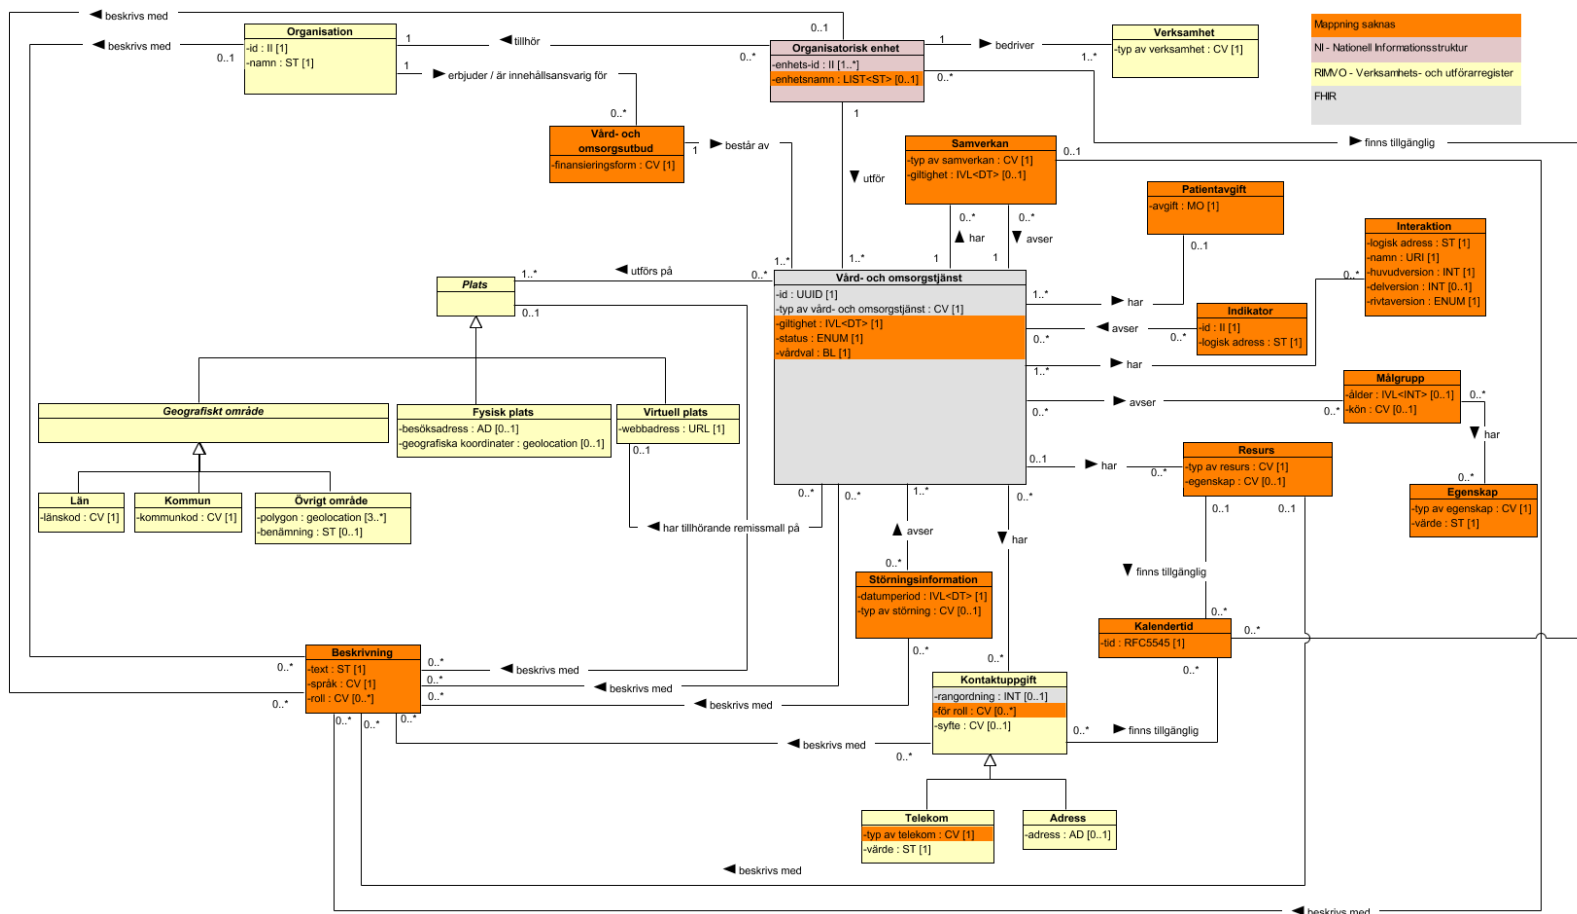 beskrivs med
beskrivs med
0..1
0..1
Organisation
-id : II [1]
-namn : ST [1]
1
tillhör
0..*
1
erbjuder / är innehållsansvarig för
0..*
Organisatorisk enhet
-enhets-id : II [1..*]
-enhetsnamn : LIST<ST> [0..1]
1
bedriver
1..*
0..*
1
Verksamhet
-typ av verksamhet : CV [1]
Mappning saknas
NI - Nationell Informationsstruktur
RIMVO - Verksamhets- och utförarregister
FHIR
finns tillgänglig
Vård- och
omsorgsutbud
-finansieringsform : CV [1]
1
består av
1..*
utför
1..*
Samverkan
-typ av samverkan : CV [1]
-giltighet : IVL<DT> [0..1]
0..1
0..*
0..*
har
avser
1
1
Patientavgift
-avgift : MO [1]
0..1
Interaktion
-logisk adress : ST [1]
-namn : URI [1]
-huvudversion : INT [1]
-delversion : INT [0..1]
-rivtaversion : ENUM [1]
0..*
Plats
1..*
utförs på
0..*
0..1
Vård- och omsorgstjänst
-id : UUID [1]
-typ av vård- och omsorgstjänst : CV [1]
-giltighet : IVL<DT> [1]
-status : ENUM [1]
-vårdval : BL [1]
1..*
har
0..*
avser
0..*
Indikator
-id : II [1]
-logisk adress : ST [1]
1..*
har
0..*
avser
0..*
Målgrupp
-ålder : IVL<INT> [0..1]
-kön : CV [0..1]
0..*
har
0..*
Egenskap
-typ av egenskap : CV [1]
-värde : ST [1]
Geografiskt område
Fysisk plats
-besöksadress : AD [0..1]
-geografiska koordinater : geolocation [0..1]
Virtuell plats
-webbadress : URL [1]
0..1
Län
-länskod : CV [1]
Kommun
-kommunkod : CV [1]
Övrigt område
-polygon : geolocation [3..*]
-benämning : ST [0..1]
0..1
har
0..*
Resurs
-typ av resurs : CV [1]
-egenskap : CV [0..1]
0..1
0..1
0..*
0..*
1..*
0..*
har tillhörande remissmall på
avser
har
0..*
0..*
finns tillgänglig
0..*
Störningsinformation
-datumperiod : IVL<DT> [1]
-typ av störning : CV [0..1]
0..*
Kalendertid
-tid : RFC5545 [1]
0..*
0..*
Beskrivning
-text : ST [1]
-språk : CV [1]
-roll : CV [0..*]
0..*
0..*
0..*
0..*
0..*
0..*
0..*
0..*
beskrivs med
beskrivs med
beskrivs med
beskrivs med
0..*
Kontaktuppgift
-rangordning : INT [0..1]
-för roll : CV [0..*]
-syfte : CV [0..1]
0..*
finns tillgänglig
Telekom
-typ av telekom : CV [1]
-värde : ST [1]
Adress
-adress : AD [0..1]
beskrivs med
beskrivs med